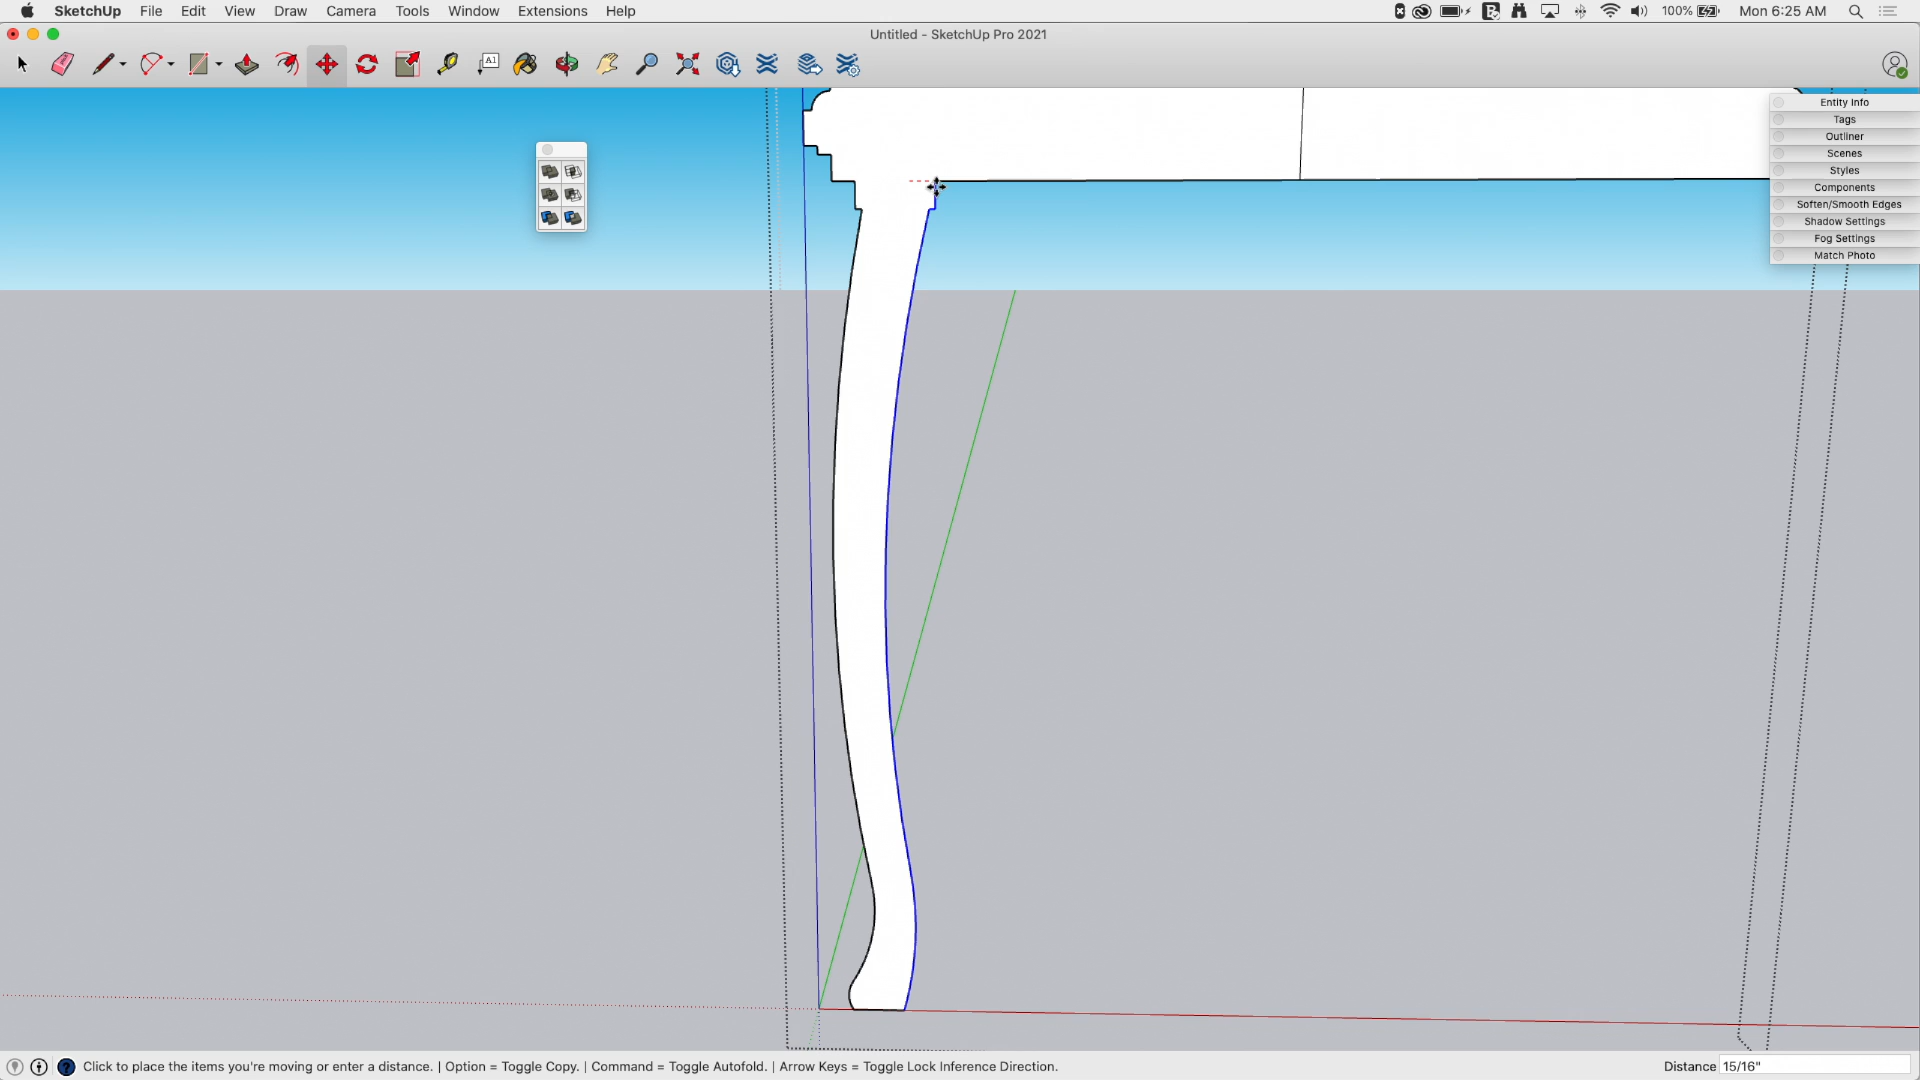 SketchUp File Edit View Draw Camera Tools Window Extensions Help
100% Mon 6:25 AM
Untitled - SketchUp Pro 2021
A1
Entity Info
Tags
Outliner
Scenes
Styles
Components
Soften/Smooth Edges
Shadow Settings
Fog Settings
Match Photo
Click to place the items you're moving or enter a distance. | Option = Toggle Copy. | Command = Toggle Autofold. | Arrow Keys = Toggle Lock Inference Direction.
Distance 15/16"